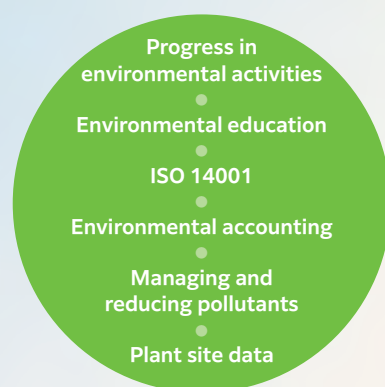 Progress in
environmental activities
Environmental education
ISO 14001
Environmental accounting
Managing and
reducing pollutants
Plant site data